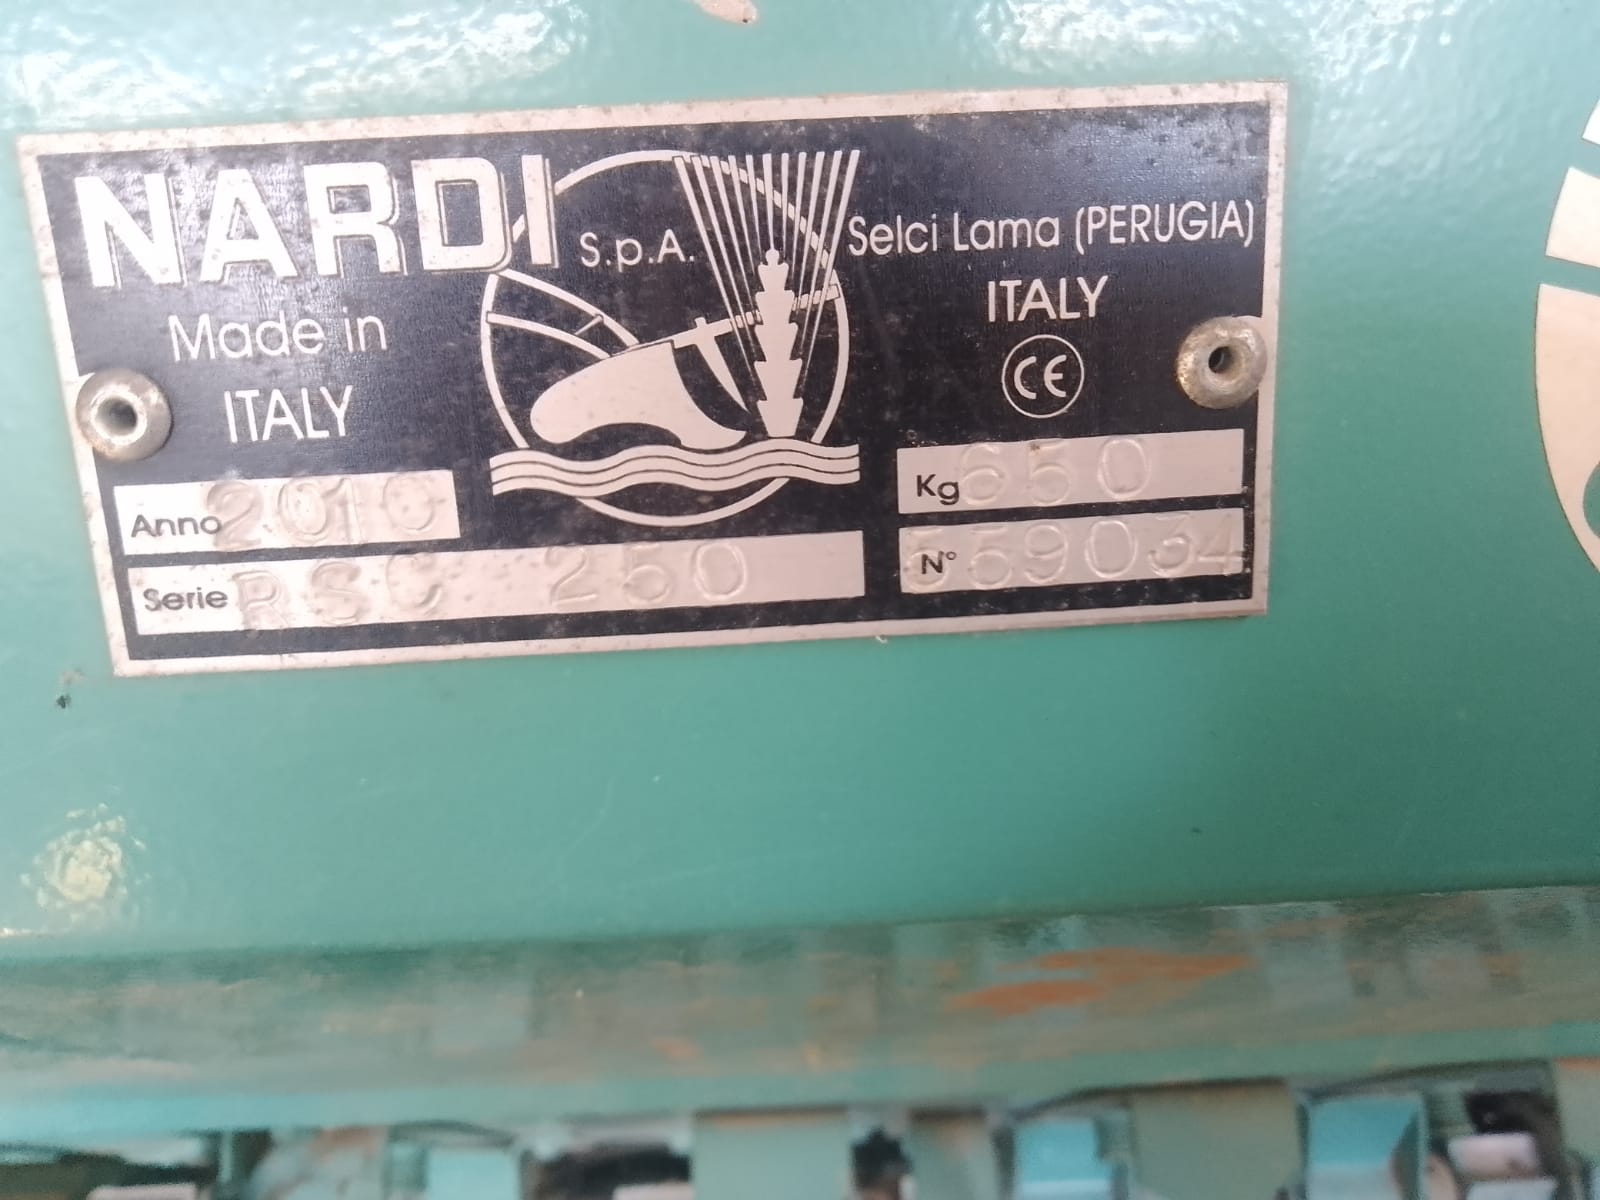 NARDI S.p.A.
Made in
ITALY
Selci Lama (PERUGIA)
ITALY
CE
Anno 2010
Kg 650
Serie RSC 250
N° 559034